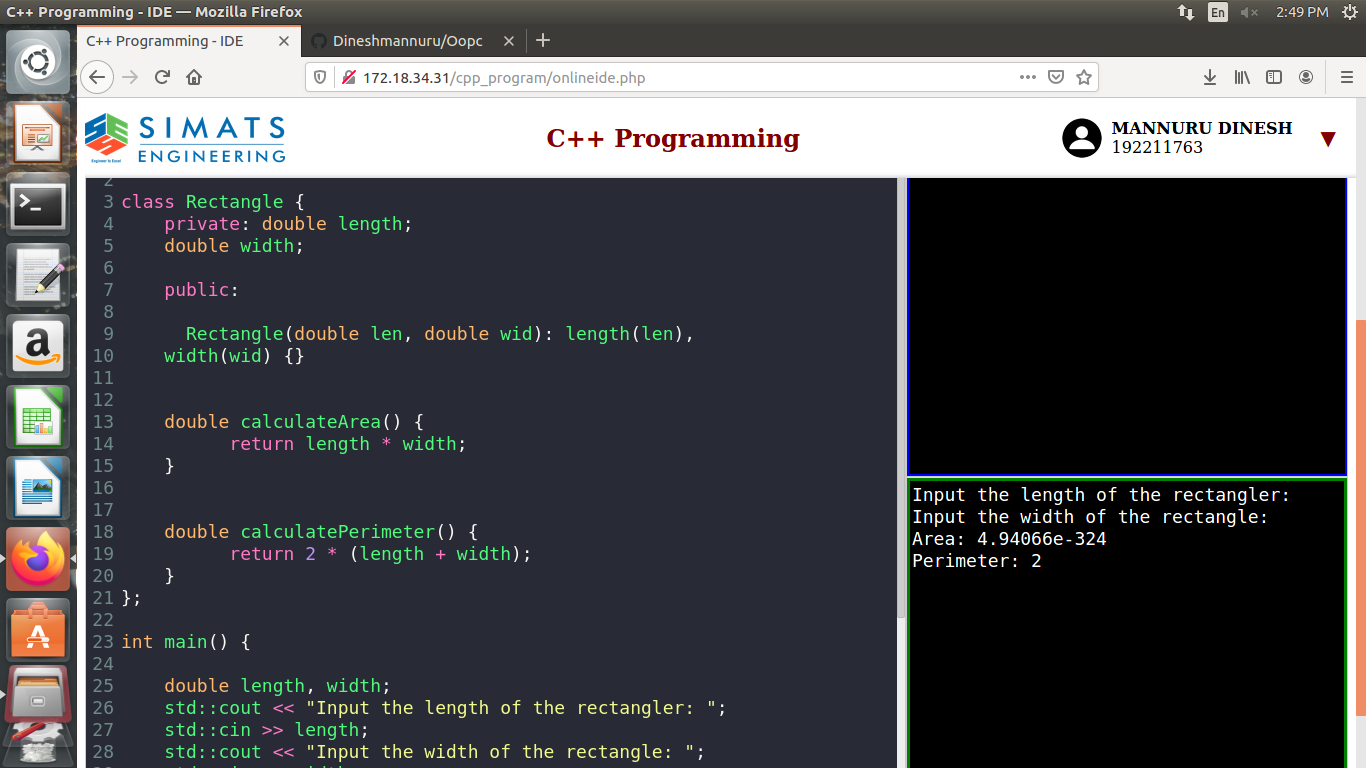 C++ Programming - IDE — Mozilla Firefox
En
2:49 PM
C++ Programming - IDE
Dineshmannuru/Oopc
172.18.34.31/cpp_program/onlineide.php
SIMATS
ENGINEERING
Engineer to Excel
C++ Programming
MANNURU DINESH
192211763
2
3 class Rectangle {
4 private: double length;
5 double width;
6
7 public:
8
9 Rectangle(double len, double wid): length(len),
10 width(wid) {}
11
12
13 double calculateArea() {
14 return length * width;
15 }
16
17
18 double calculatePerimeter() {
19 return 2 * (length + width);
20 }
21 };
22
23 int main() {
24
25 double length, width;
26 std::cout << "Input the length of the rectangler: ";
27 std::cin >> length;
28 std::cout << "Input the width of the rectangle: ";
Input the length of the rectangler:
Input the width of the rectangle:
Area: 4.94066e-324
Perimeter: 2